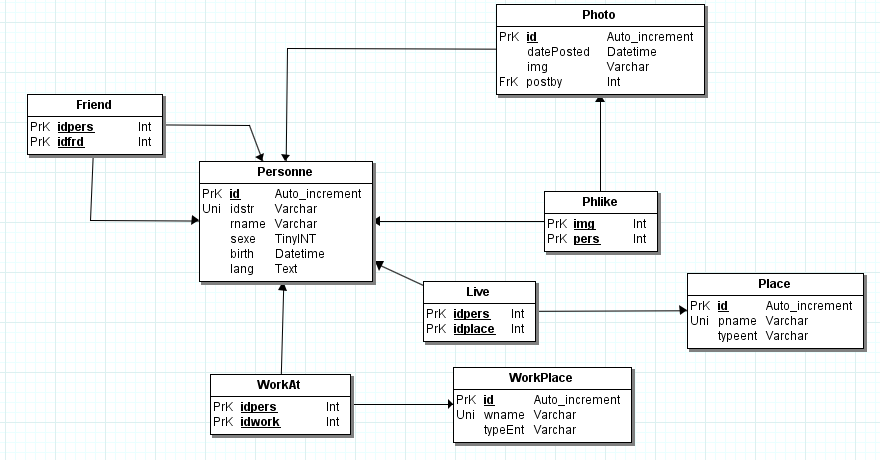 Photo
PrK id Auto_increment
datePosted Datetime
img Varchar
FrK postby Int
Friend
PrK idpers Int
PrK idfrd Int
Personne
PrK id Auto_increment
Uni idstr Varchar
rname Varchar
sexe TinyINT
birth Datetime
lang Text
Phlike
PrK img Int
PrK pers Int
Live
PrK idpers Int
PrK idplace Int
Place
PrK id Auto_increment
Uni pname Varchar
typeent Varchar
WorkAt
PrK idpers Int
PrK idwork Int
WorkPlace
PrK id Auto_increment
Uni wname Varchar
typeEnt Varchar